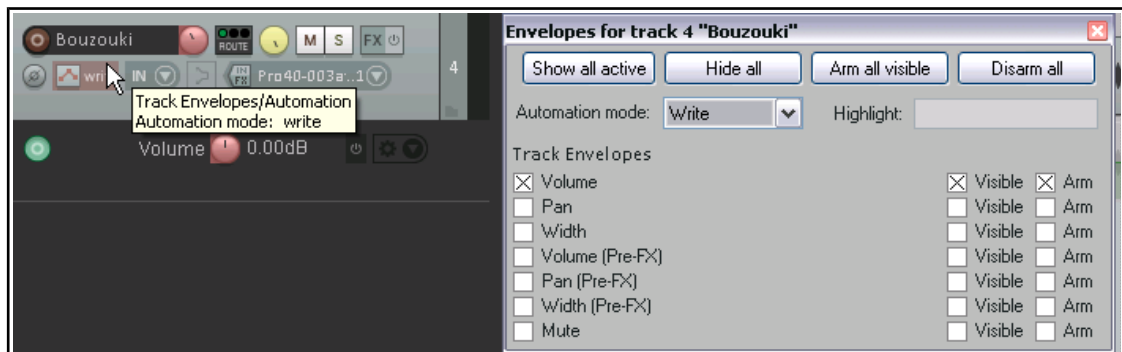 Bouzouki
ROUTE
M S FX
4
IN
IN FX
Track Envelopes/Automation
Automation mode: write
Volume 0.00dB
Envelopes for track 4 "Bouzouki"
Show all active Hide all Arm all visible Disarm all
Automation mode: Write Highlight:
Track Envelopes
Volume Visible Arm
Pan Visible Arm
Width Visible Arm
Volume (Pre-FX) Visible Arm
Pan (Pre-FX) Visible Arm
Width (Pre-FX) Visible Arm
Mute Visible Arm